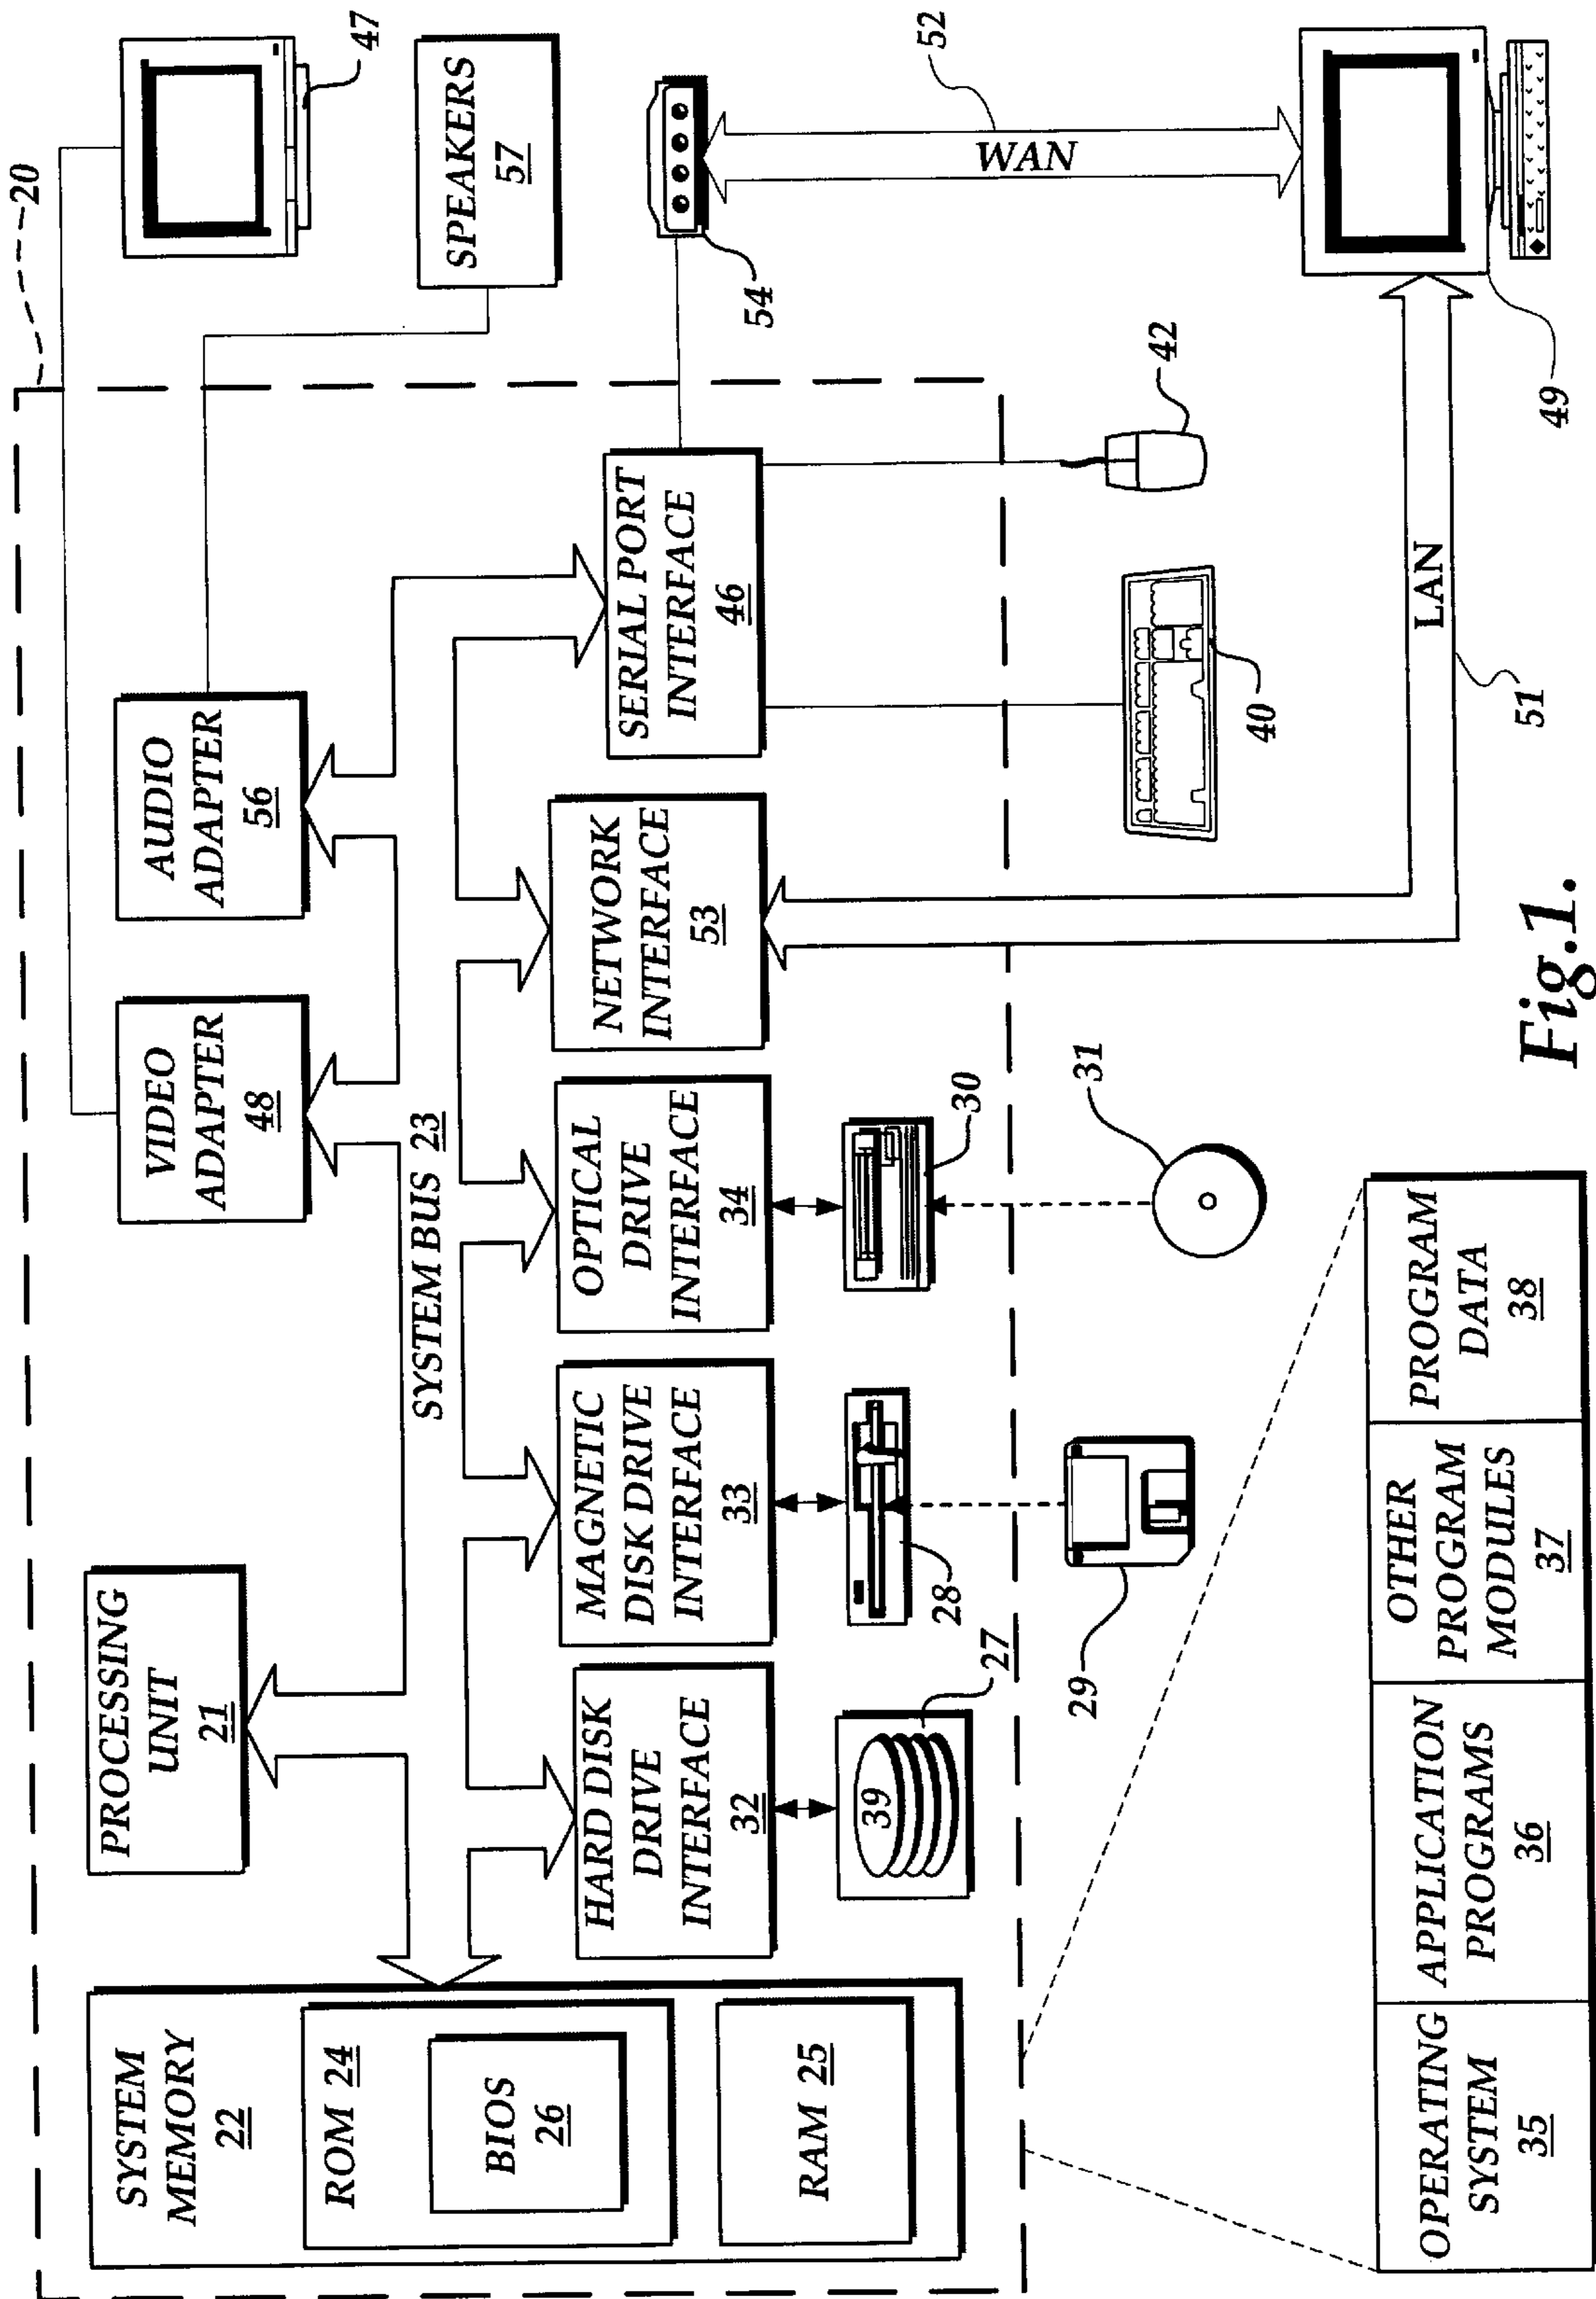 20
SYSTEM
MEMORY
22
ROM 24
BIOS
26
RAM 25
PROCESSING
UNIT
21
VIDEO
ADAPTER
48
AUDIO
ADAPTER
56
47
SPEAKERS
57
SYSTEM BUS 23
HARD DISK
DRIVE
INTERFACE
32
MAGNETIC
DISK DRIVE
INTERFACE
33
OPTICAL
DRIVE
INTERFACE
34
NETWORK
INTERFACE
53
SERIAL PORT
INTERFACE
46
54
39
27
28
30
29
31
40
42
52
WAN
LAN
51
49
OPERATING
SYSTEM
35
APPLICATION
PROGRAMS
36
OTHER
PROGRAM
MODULES
37
PROGRAM
DATA
38
Fig.1.